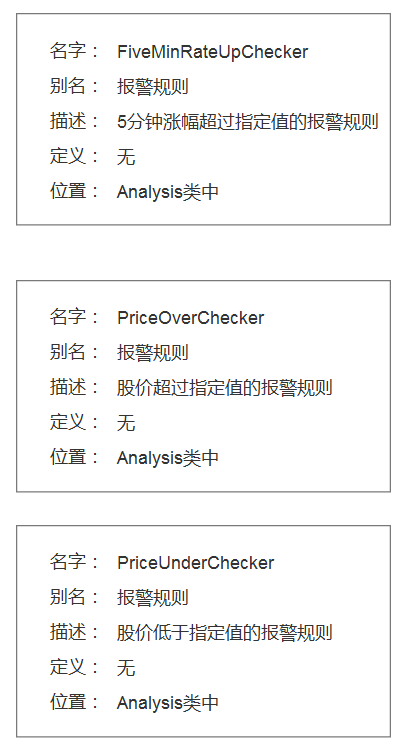 名字： FiveMinRateUpChecker
别名： 报警规则
描述： 5分钟涨幅超过指定值的报警规则
定义： 无
位置： Analysis类中
名字： PriceOverChecker
别名： 报警规则
描述： 股价超过指定值的报警规则
定义： 无
位置： Analysis类中
名字： PriceUnderChecker
别名： 报警规则
描述： 股价低于指定值的报警规则
定义： 无
位置： Analysis类中